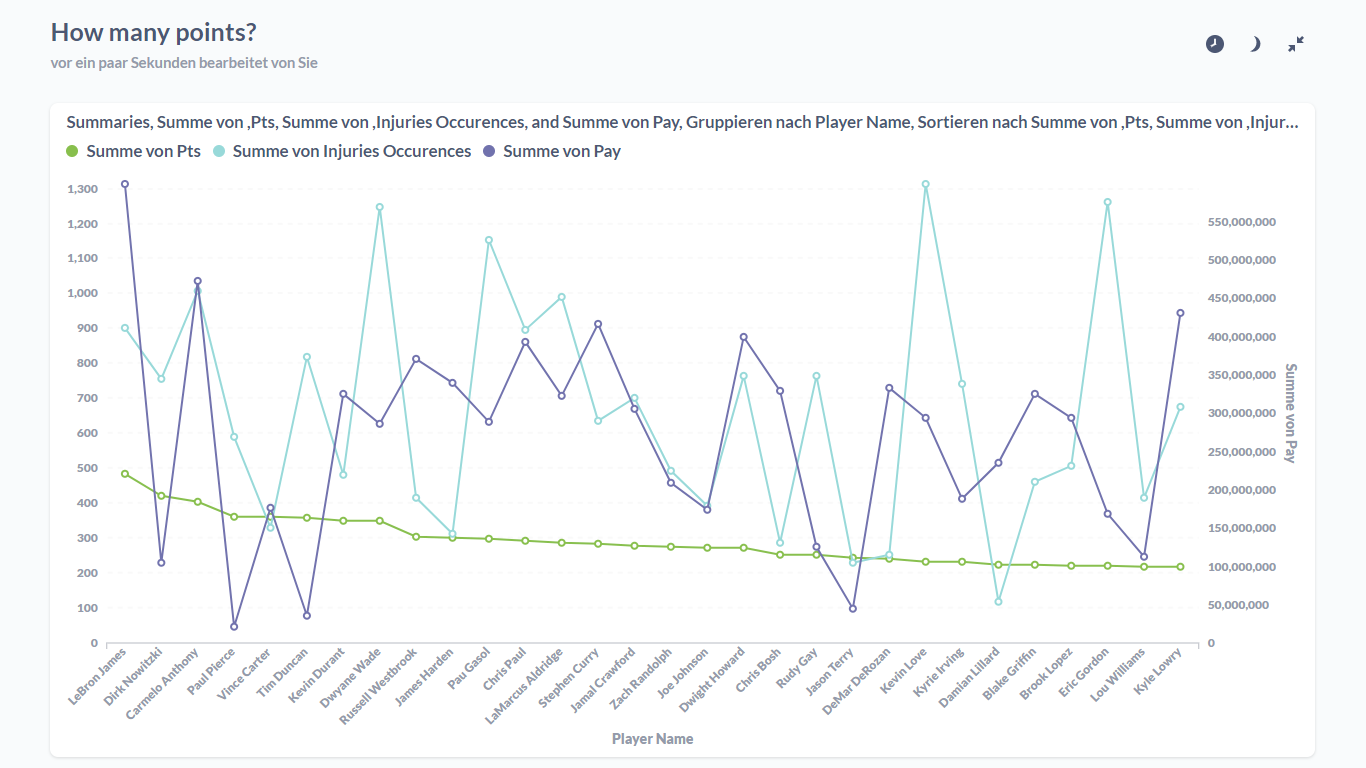 How many points?
vor ein paar Sekunden bearbeitet von Sie
Summaries, Summe von ,Pts, Summe von ,Injuries Occurences, and Summe von Pay, Gruppieren nach Player Name, Sortieren nach Summe von ,Pts, Summe von ,Injur...
Summe von Pts
Summe von Injuries Occurences
Summe von Pay
1,300
1,200
1,100
1,000
900
800
700
600
500
400
300
200
100
0
550,000,000
500,000,000
450,000,000
400,000,000
350,000,000
300,000,000
250,000,000
200,000,000
150,000,000
100,000,000
50,000,000
0
Summe von Pay
LeBron James
Dirk Nowitzki
Carmelo Anthony
Paul Pierce
Vince Carter
Tim Duncan
Kevin Durant
Dwyane Wade
Russell Westbrook
James Harden
Pau Gasol
Chris Paul
LaMarcus Aldridge
Stephen Curry
Jamal Crawford
Zach Randolph
Joe Johnson
Dwight Howard
Chris Bosh
Rudy Gay
Jason Terry
DeMar DeRozan
Kevin Love
Kyrie Irving
Damian Lillard
Blake Griffin
Brook Lopez
Eric Gordon
Lou Williams
Kyle Lowry
Player Name